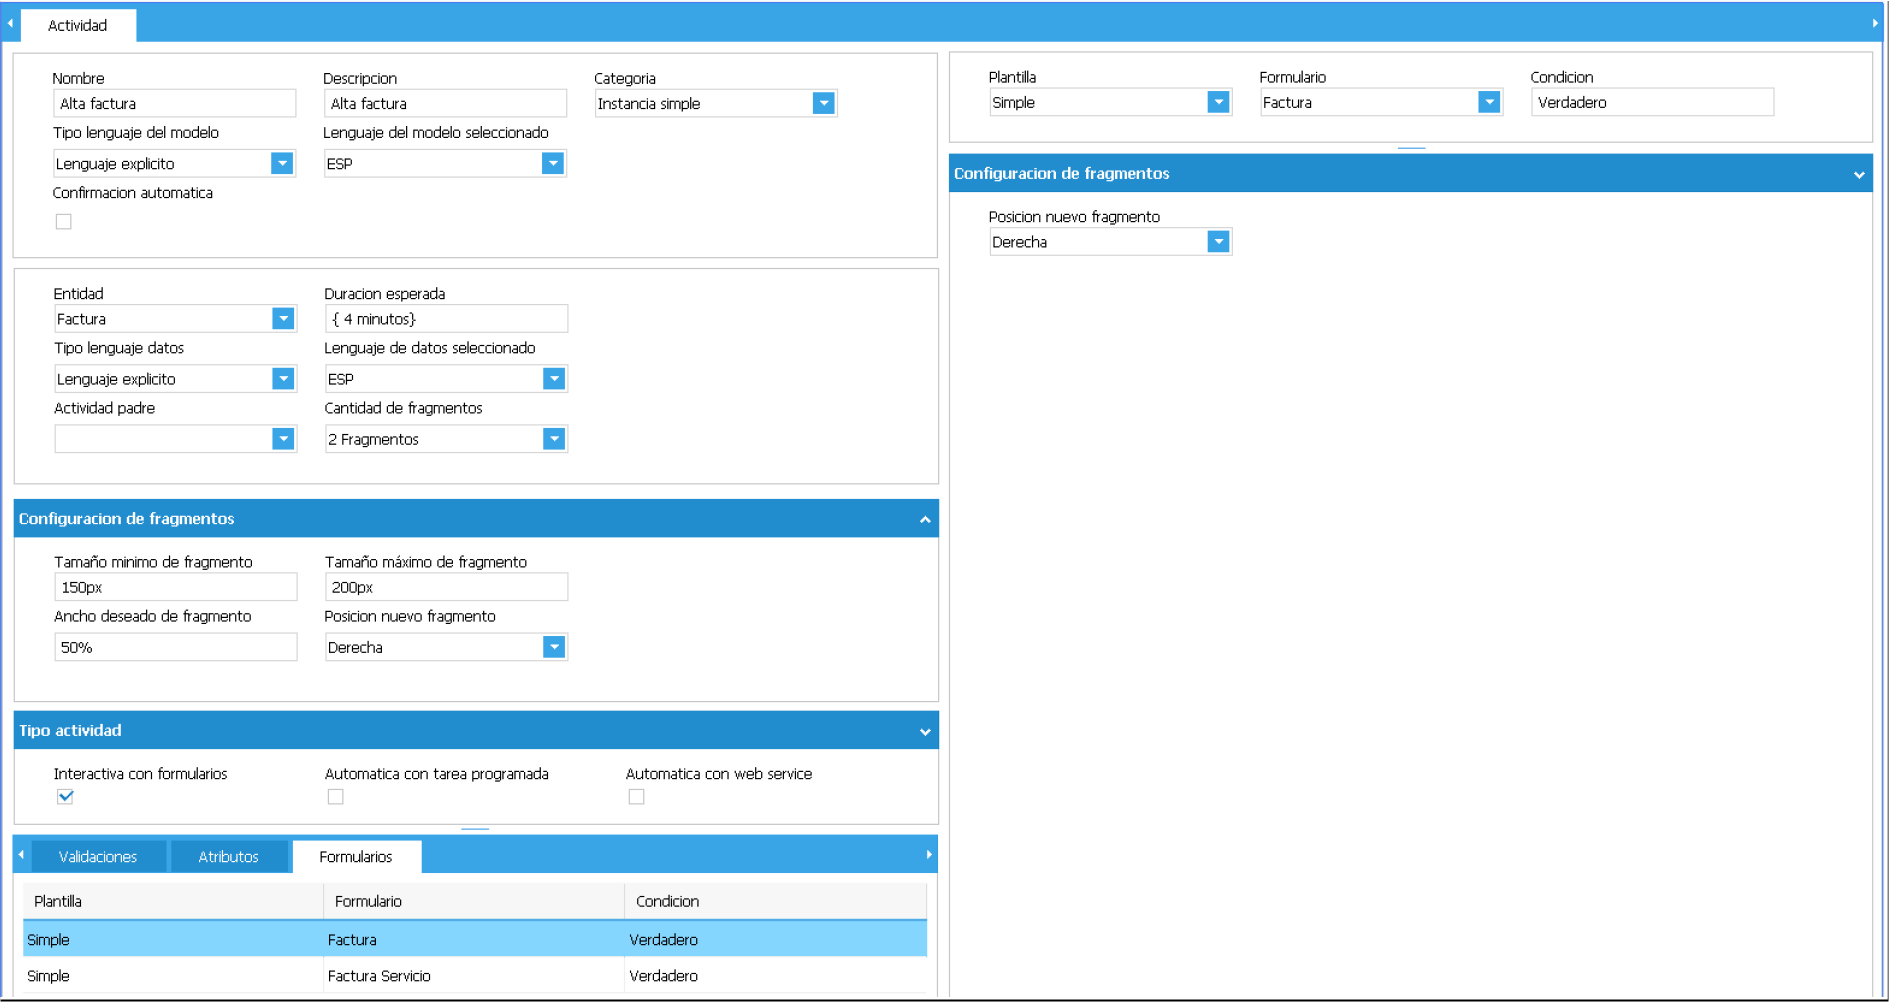 Actividad
Nombre Descripcion Categoria
Alta factura Alta factura Instancia simple
Tipo lenguaje del modelo Lenguaje del modelo seleccionado
Lenguaje explicito ESP
Confirmacion automatica
Entidad Duracion esperada
Factura { 4 minutos}
Tipo lenguaje datos Lenguaje de datos seleccionado
Lenguaje explicito ESP
Actividad padre Cantidad de fragmentos
2 Fragmentos
Configuracion de fragmentos
Tamaño minimo de fragmento Tamaño máximo de fragmento
150px 200px
Ancho deseado de fragmento Posicion nuevo fragmento
50% Derecha
Tipo actividad
Interactiva con formularios Automatica con tarea programada Automatica con web service
Validaciones Atributos Formularios
Plantilla Formulario Condicion
Simple Factura Verdadero
Simple Factura Servicio Verdadero
Plantilla Formulario Condicion
Simple Factura Verdadero
Configuracion de fragmentos
Posicion nuevo fragmento
Derecha